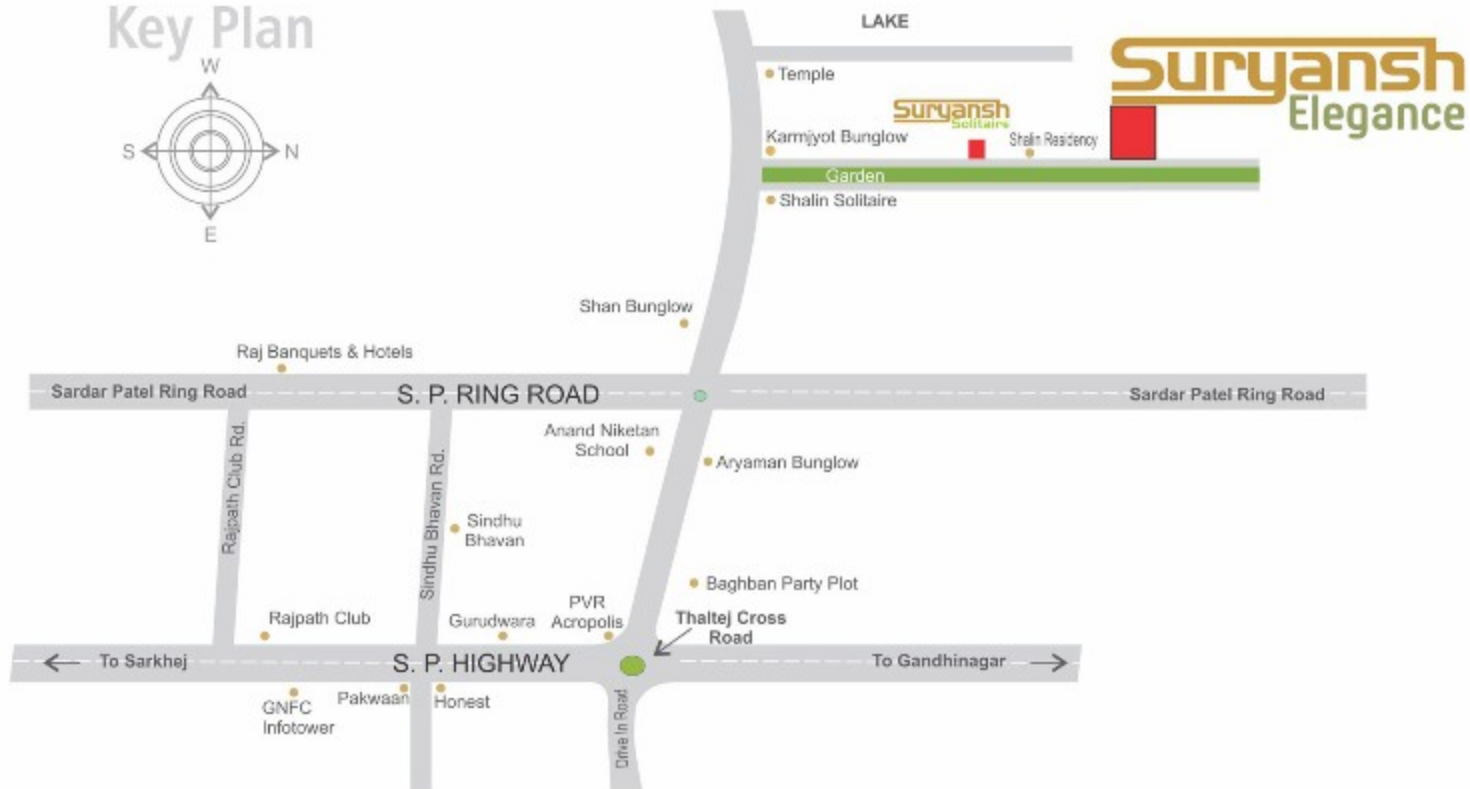 Key Plan
W
S
N
E
LAKE
Temple
Suryansh
Elegance
Suryansh
Solitaire
Karmjyot Bunglow
Shalin Residency
Garden
Shalin Solitaire
Shan Bunglow
Raj Banquets & Hotels
Sardar Patel Ring Road
S. P. RING ROAD
Sardar Patel Ring Road
Anand Niketan
School
Aryaman Bunglow
Rajpath Club Rd.
Sindhu Bhavan Rd.
Sindhu
Bhavan
Baghban Party Plot
Rajpath Club
Gurudwara
PVR
Acropolis
Thaltej Cross
Road
To Sarkhej
S. P. HIGHWAY
To Gandhinagar
GNFC
Infotower
Pakwaan
Honest
Drive In Road